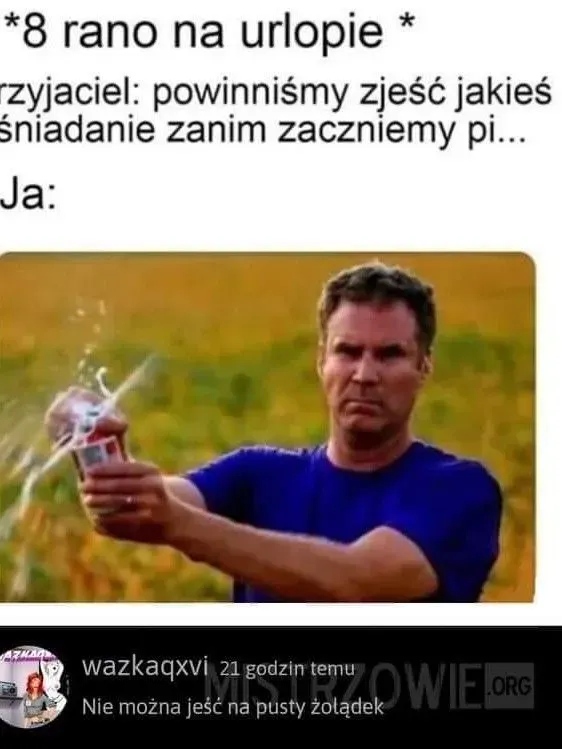 *8 rano na urlopie *
rzyjaciel: powinniśmy zjeść jakieś
śniadanie zanim zaczniemy pi...
Ja:
wazkaqxvi 21 godzin temu
Nie można jeść na pusty żołądek
MISTRZOWIE.ORG